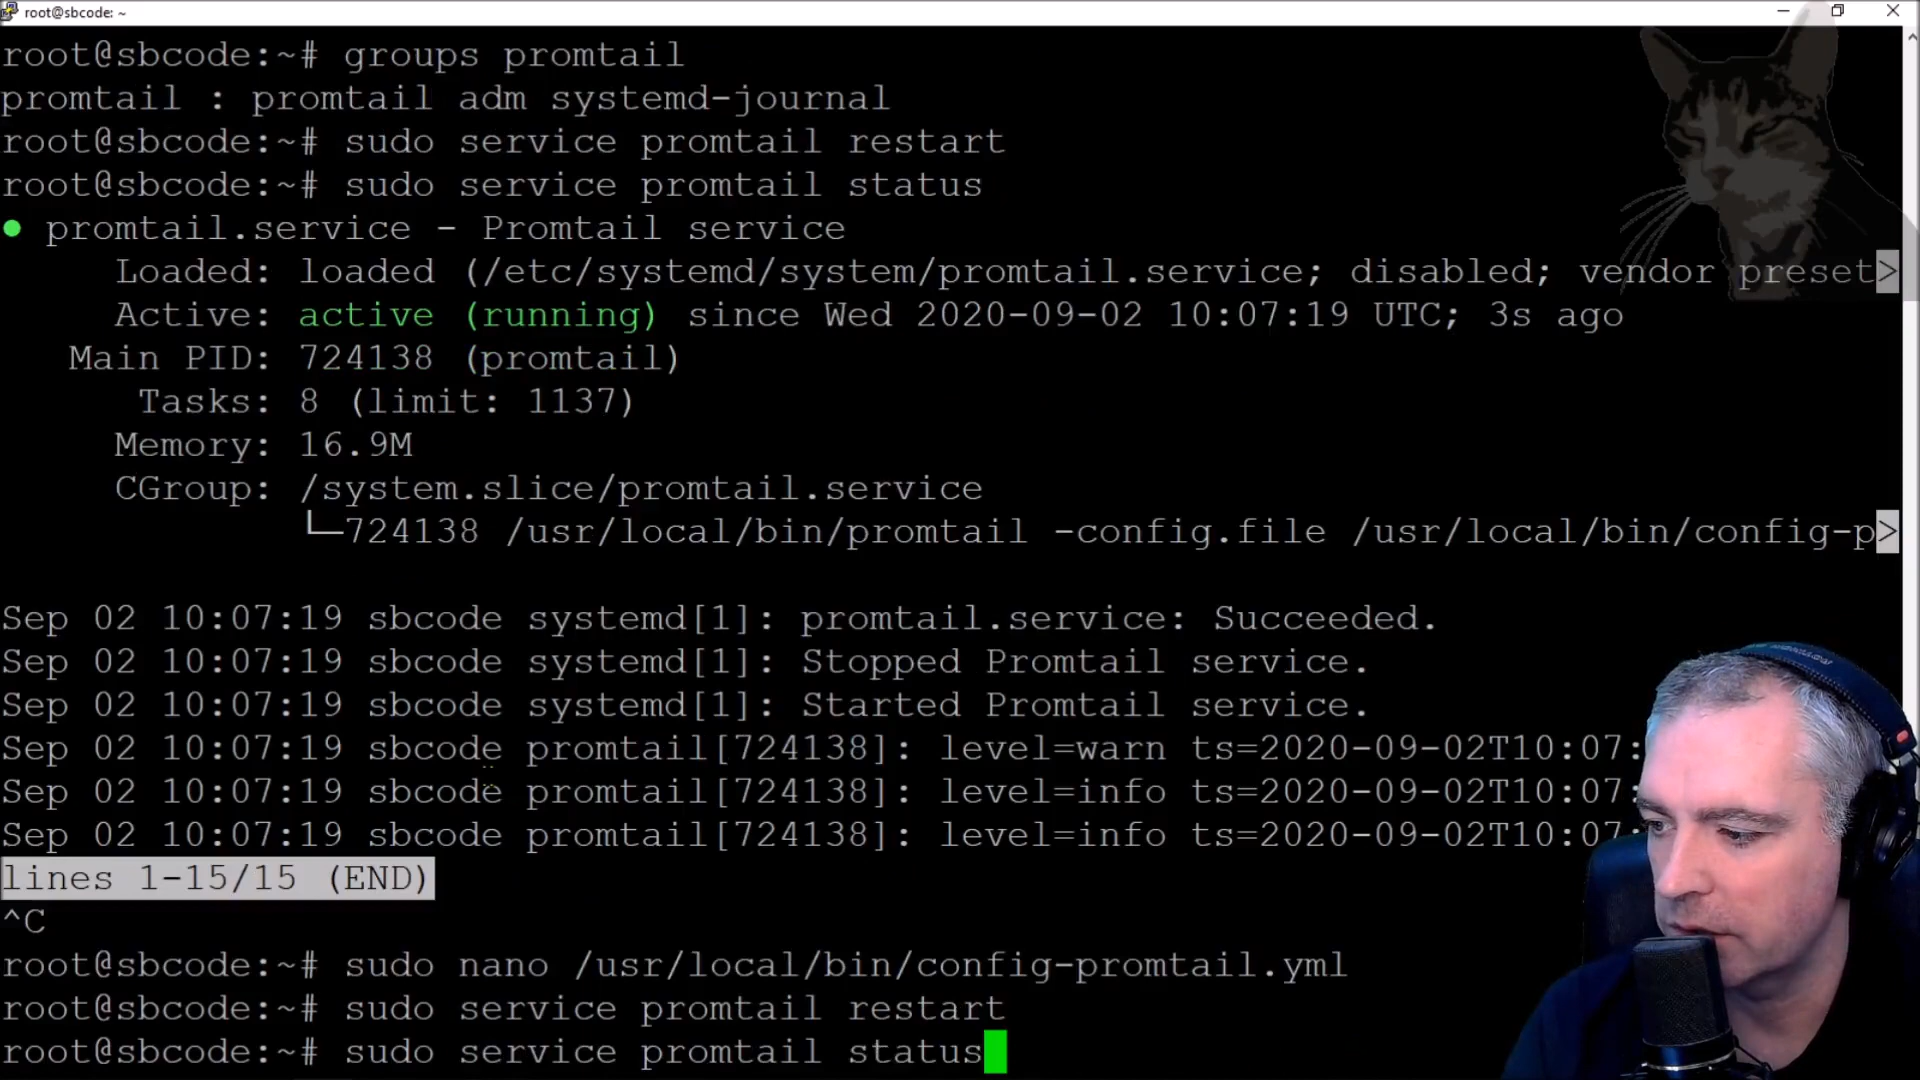 root@sbcode: ~
root@sbcode:~# groups promtail
promtail : promtail adm systemd-journal
root@sbcode:~# sudo service promtail restart
root@sbcode:~# sudo service promtail status
● promtail.service - Promtail service
Loaded: loaded (/etc/systemd/system/promtail.service; disabled; vendor preset>
Active: active (running) since Wed 2020-09-02 10:07:19 UTC; 3s ago
Main PID: 724138 (promtail)
Tasks: 8 (limit: 1137)
Memory: 16.9M
CGroup: /system.slice/promtail.service
└─724138 /usr/local/bin/promtail -config.file /usr/local/bin/config-p>
Sep 02 10:07:19 sbcode systemd[1]: promtail.service: Succeeded.
Sep 02 10:07:19 sbcode systemd[1]: Stopped Promtail service.
Sep 02 10:07:19 sbcode systemd[1]: Started Promtail service.
Sep 02 10:07:19 sbcode promtail[724138]: level=warn ts=2020-09-02T10:07:
Sep 02 10:07:19 sbcode promtail[724138]: level=info ts=2020-09-02T10:07:
Sep 02 10:07:19 sbcode promtail[724138]: level=info ts=2020-09-02T10:07:
lines 1-15/15 (END)
^C
root@sbcode:~# sudo nano /usr/local/bin/config-promtail.yml
root@sbcode:~# sudo service promtail restart
root@sbcode:~# sudo service promtail status